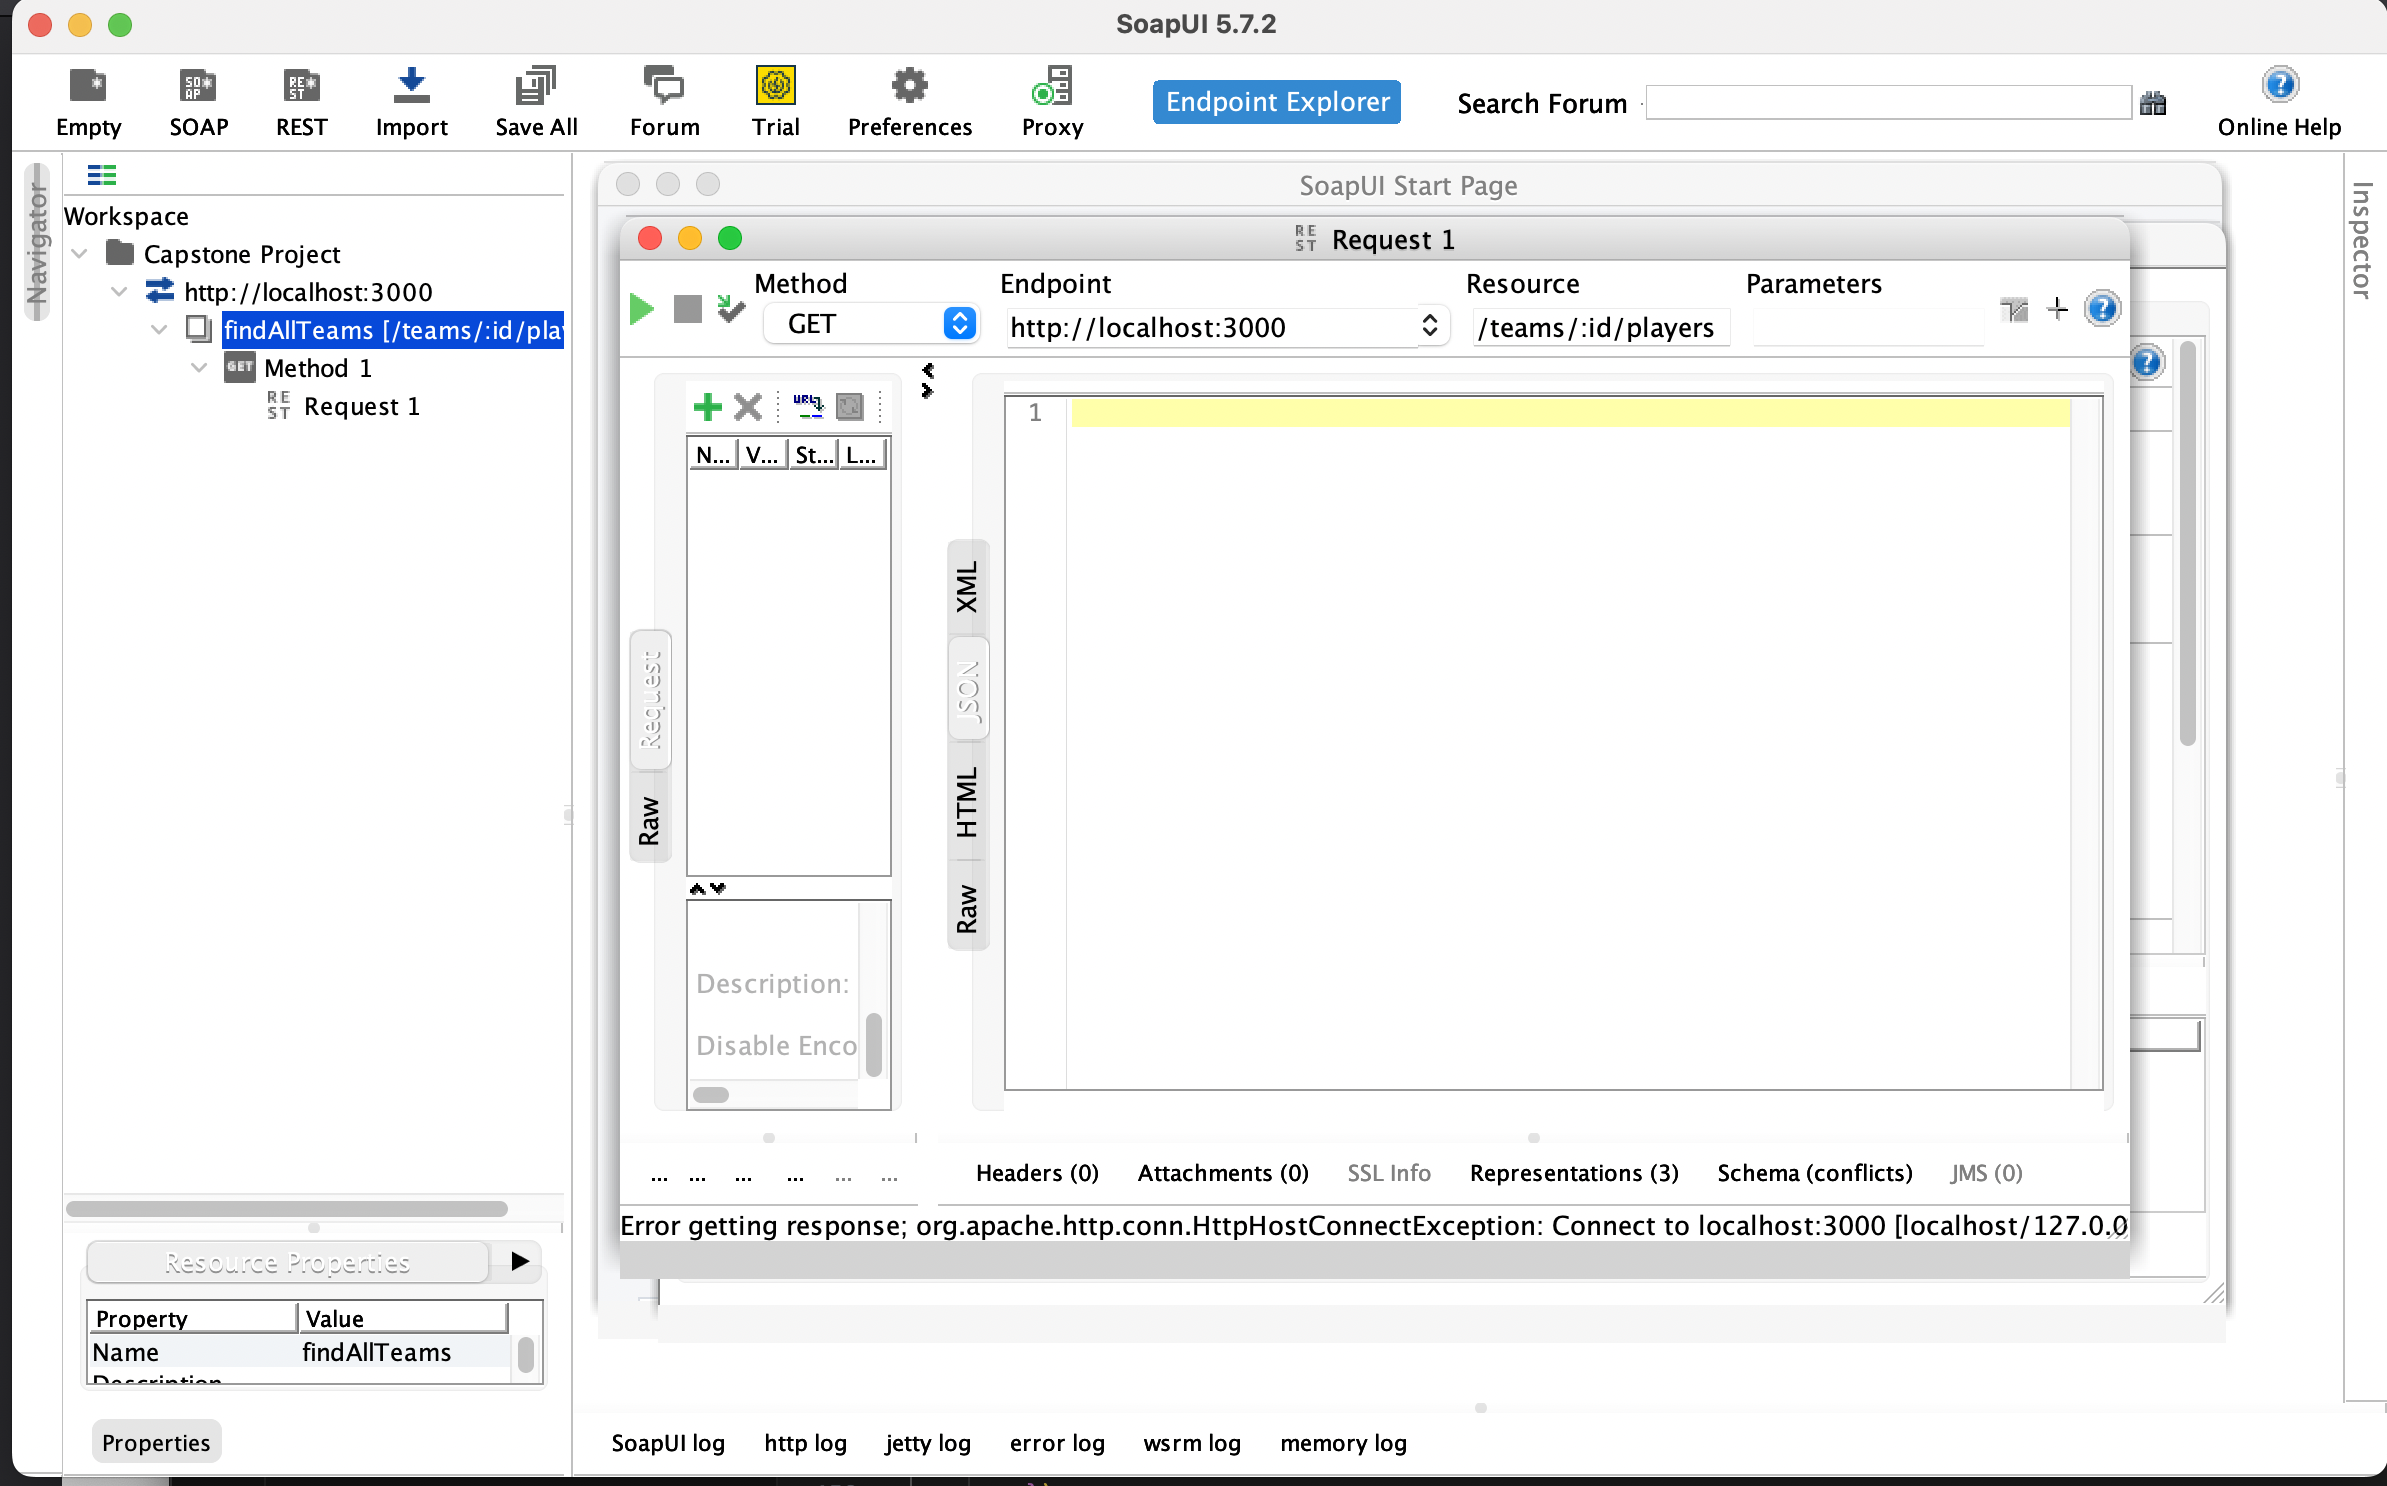 SoapUI 5.7.2
Empty
SOAP
REST
Import
Save All
Forum
Trial
Preferences
Proxy
Endpoint Explorer
Search Forum
Online Help
Navigator
Workspace
Capstone Project
http://localhost:3000
findAllTeams [/teams/:id/pla
Method 1
Request 1
SoapUI Start Page
Request 1
Method
Endpoint
Resource
Parameters
GET
http://localhost:3000
/teams/:id/players
N...
V...
St...
L...
1
Request
Raw
XML
JSON
HTML
Raw
Description:
Disable Enco
... ... ... ... ... ...
Headers (0)
Attachments (0)
SSL Info
Representations (3)
Schema (conflicts)
JMS (0)
Error getting response; org.apache.http.conn.HttpHostConnectException: Connect to localhost:3000 [localhost/127.0.0
Resource Properties
Property
Value
Name
findAllTeams
Description
Properties
SoapUI log
http log
jetty log
error log
wsrm log
memory log
Inspector